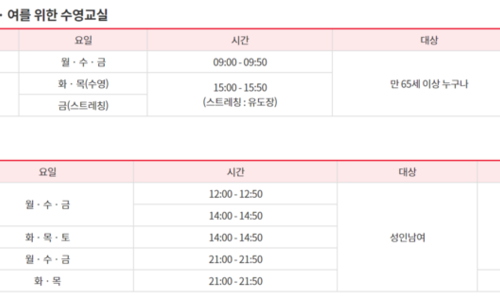 · 여를 위한 수영교실
요일 시간 대상
월 · 수 · 금 09:00 - 09:50
화 · 목(수영) 15:00 - 15:50 만 65세 이상 누구나
금(스트레칭) (스트레칭 : 유도장)
요일 시간 대상
월 · 수 · 금 12:00 - 12:50
14:00 - 14:50
화 · 목 · 토 14:00 - 14:50 성인남여
월 · 수 · 금 21:00 - 21:50
화 · 목 21:00 - 21:50